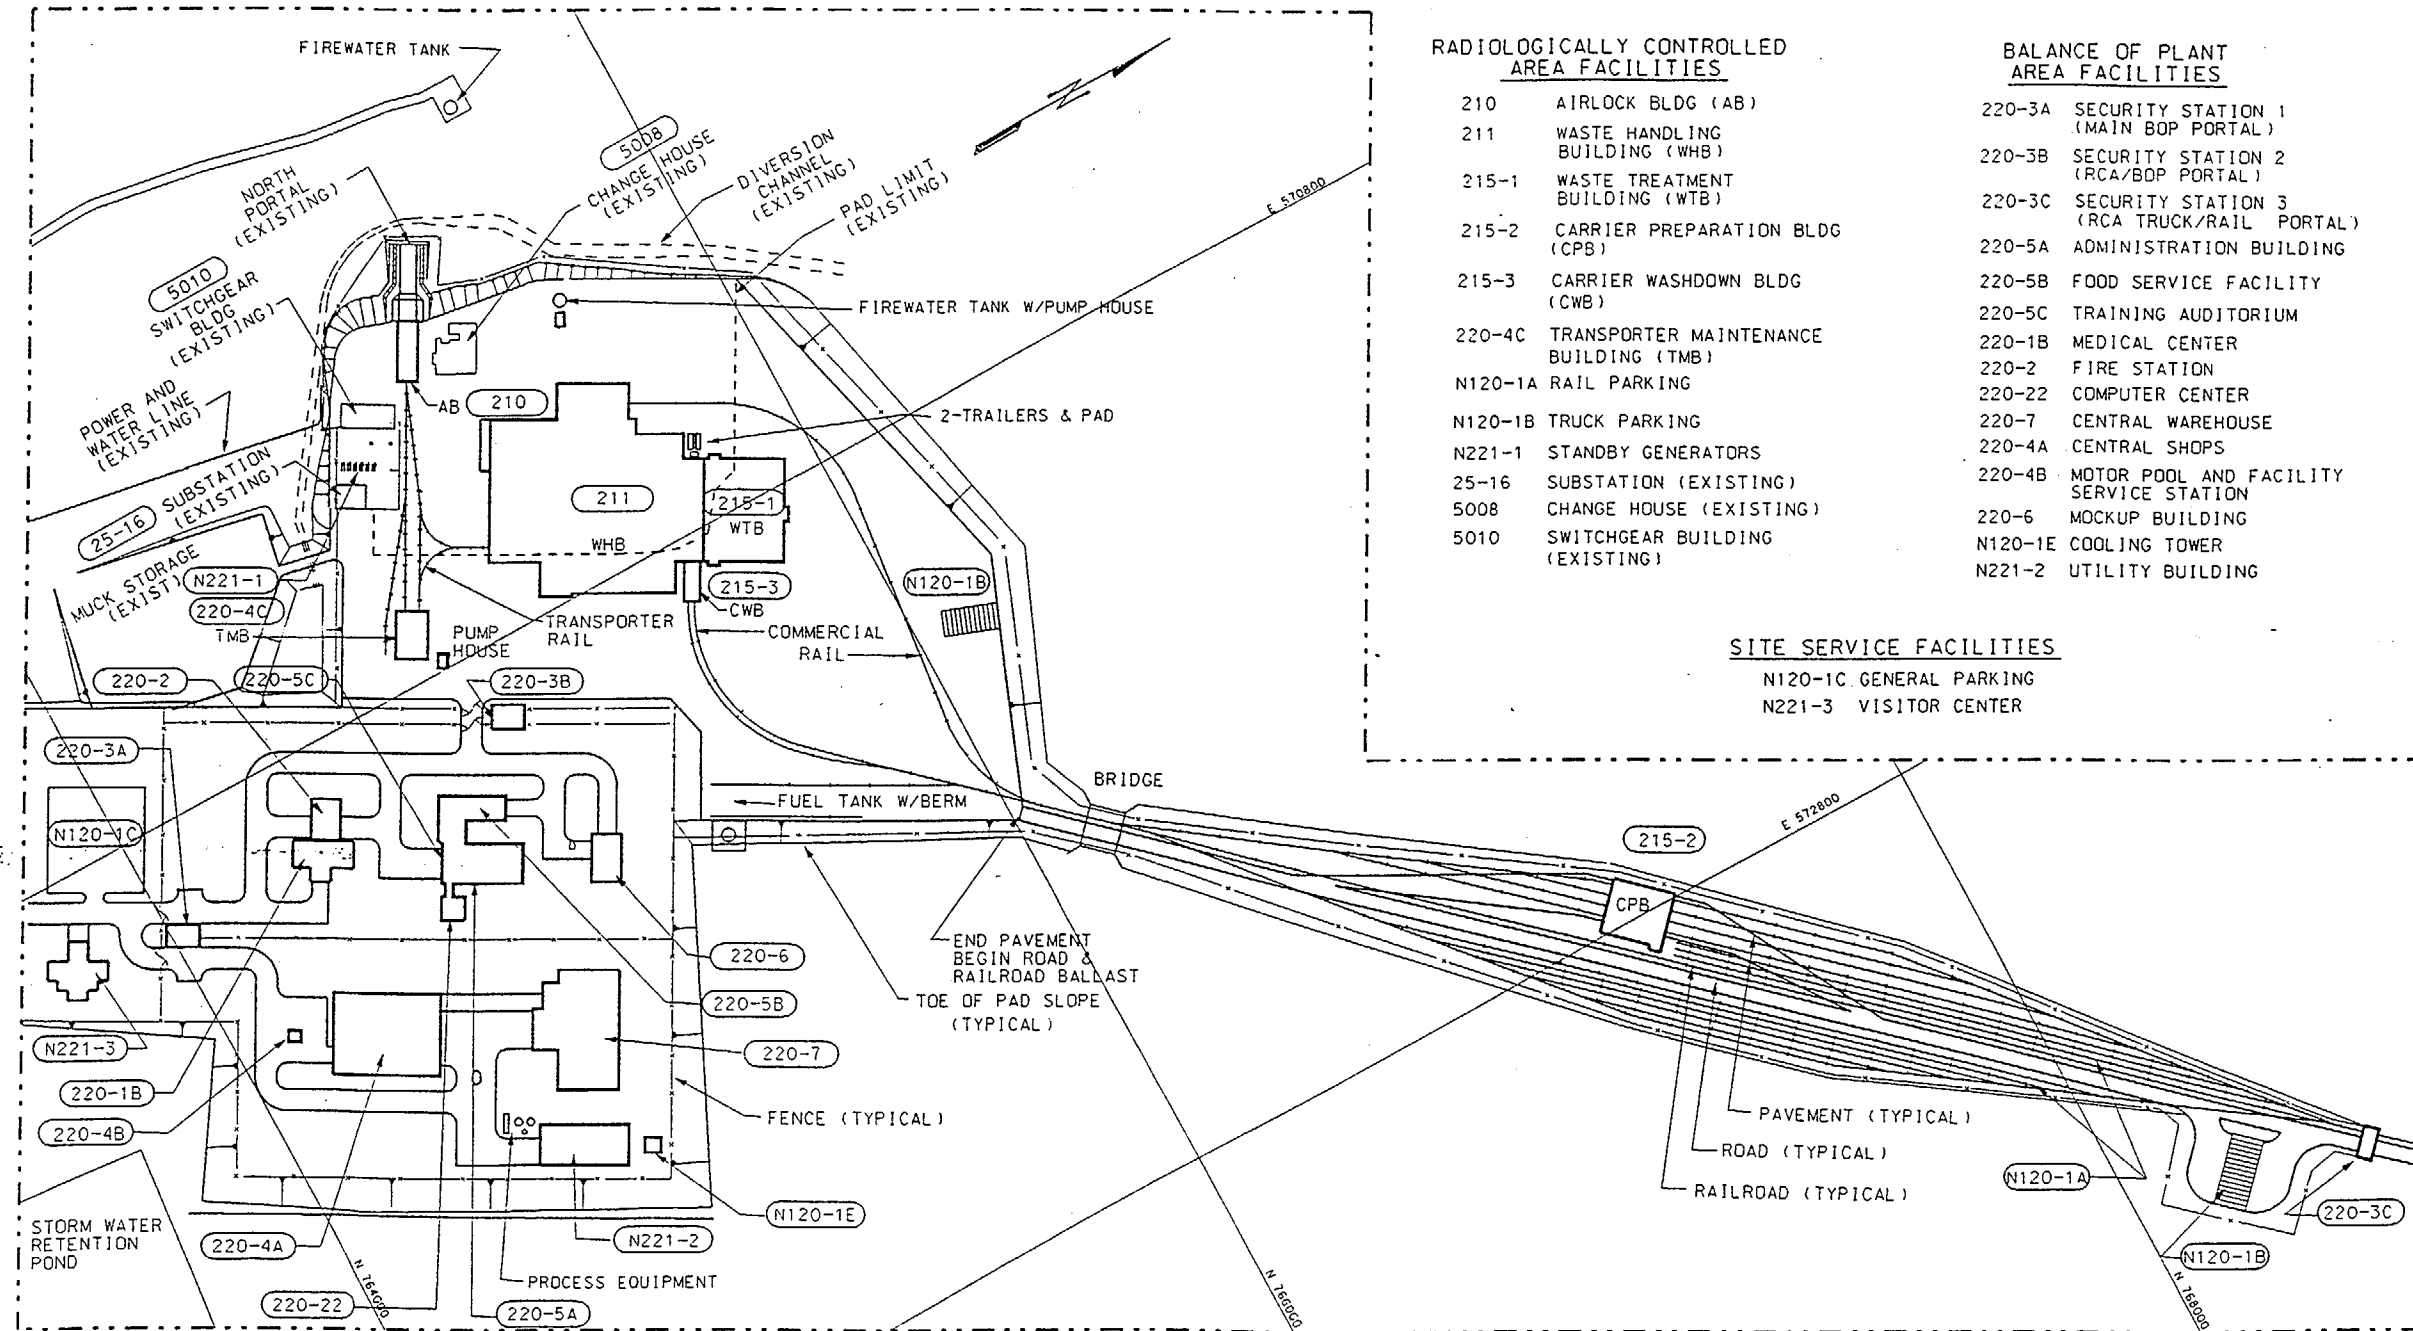 FIREWATER TANK
NORTH
PORTAL
(EXISTING)
5008
CHANGE HOUSE
(EXISTING)
DIVERSION
CHANNEL
(EXISTING)
PAD LIMIT
(EXISTING)
N
E 570800
5010
SWITCHGEAR
BLDG
(EXISTING)
FIREWATER TANK W/PUMP HOUSE
POWER AND
WATER LINE
(EXISTING)
AB 210
2-TRAILERS & PAD
25-16 SUBSTATION
(EXISTING)
211
215-1
WTB
WHB
MUCK STORAGE
(EXIST)
N221-1
220-4C
TMB
215-3
CWB
N120-1B
PUMP
HOUSE
TRANSPORTER
RAIL
COMMERCIAL
RAIL
220-2
220-5C
220-3B
220-3A
N120-1C
FUEL TANK W/BERM
BRIDGE
215-2
E 572800
CPB
END PAVEMENT
BEGIN ROAD &
RAILROAD BALLAST
TOE OF PAD SLOPE
(TYPICAL)
220-6
220-5B
220-7
N221-3
220-1B
220-4B
FENCE (TYPICAL)
PAVEMENT (TYPICAL)
ROAD (TYPICAL)
RAILROAD (TYPICAL)
N120-1A
220-3C
N120-1B
STORM WATER
RETENTION
POND
220-4A
N120-1E
N221-2
PROCESS EQUIPMENT
220-22
220-5A
N 764000
N 766000
N 768000
RADIOLOGICALLY CONTROLLED
AREA FACILITIES
210 AIRLOCK BLDG (AB)
211 WASTE HANDLING
BUILDING (WHB)
215-1 WASTE TREATMENT
BUILDING (WTB)
215-2 CARRIER PREPARATION BLDG
(CPB)
215-3 CARRIER WASHDOWN BLDG
(CWB)
220-4C TRANSPORTER MAINTENANCE
BUILDING (TMB)
N120-1A RAIL PARKING
N120-1B TRUCK PARKING
N221-1 STANDBY GENERATORS
25-16 SUBSTATION (EXISTING)
5008 CHANGE HOUSE (EXISTING)
5010 SWITCHGEAR BUILDING
(EXISTING)
BALANCE OF PLANT
AREA FACILITIES
220-3A SECURITY STATION 1
(MAIN BOP PORTAL)
220-3B SECURITY STATION 2
(RCA/BOP PORTAL)
220-3C SECURITY STATION 3
(RCA TRUCK/RAIL PORTAL)
220-5A ADMINISTRATION BUILDING
220-5B FOOD SERVICE FACILITY
220-5C TRAINING AUDITORIUM
220-1B MEDICAL CENTER
220-2 FIRE STATION
220-22 COMPUTER CENTER
220-7 CENTRAL WAREHOUSE
220-4A CENTRAL SHOPS
220-4B MOTOR POOL AND FACILITY
SERVICE STATION
220-6 MOCKUP BUILDING
N120-1E COOLING TOWER
N221-2 UTILITY BUILDING
SITE SERVICE FACILITIES
N120-1C GENERAL PARKING
N221-3 VISITOR CENTER